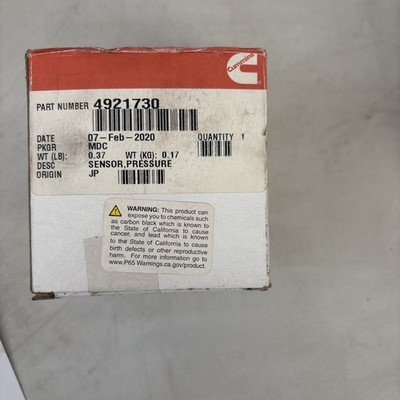 Cummins
PART NUMBER 4921730
DATE 07-Feb-2020 QUANTITY 1
PKGR MDC
WT (LB): 0.37 WT (KG): 0.17
DESC SENSOR,PRESSURE
ORIGIN JP
WARNING: This product can
expose you to chemicals such
as carbon black which is known to
the State of California to cause
cancer, and lead which is known
to the State of California to cause
birth defects or other reproductive
harm. For more information go to
www.P65 Warnings.ca.gov/product.